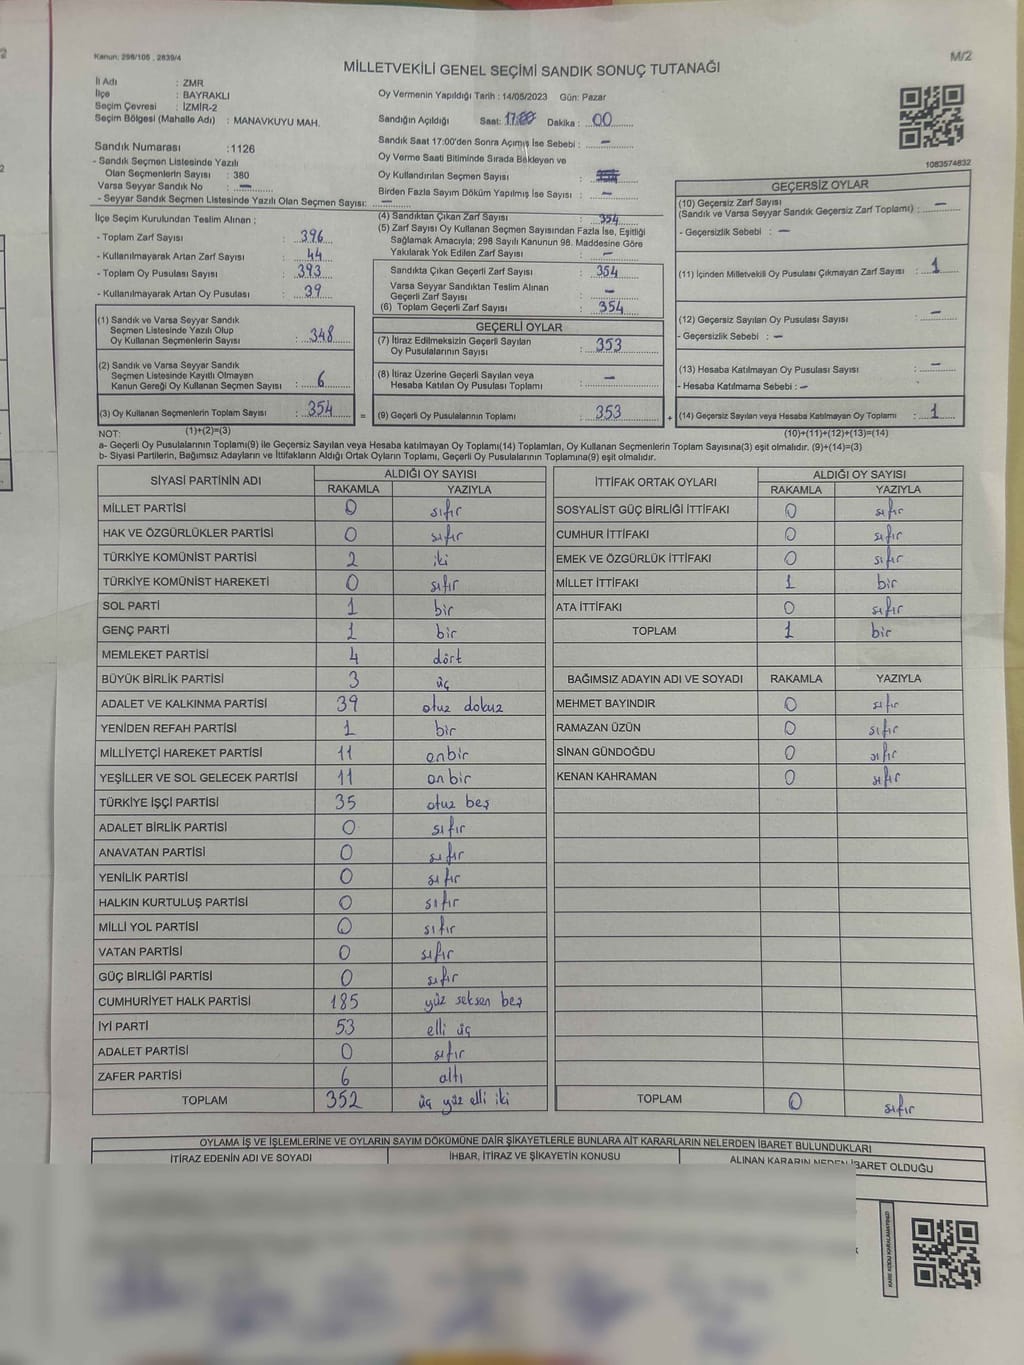 Kanun: 298/105 , 2839/4
M/2
MİLLETVEKİLİ GENEL SEÇİMİ SANDIK SONUÇ TUTANAĞI
İl Adı : ZMR
İlçe : BAYRAKLI
Seçim Çevresi : İZMİR-2
Seçim Bölgesi (Mahalle Adı) : MANAVKUYU MAH.
Oy Vermenin Yapıldığı Tarih : 14/05/2023 Gün: Pazar
Sandığın Açıldığı Saat: 17:00 Dakika : 00
Sandık Saat 17:00'den Sonra Açımış İse Sebebi : –
Oy Verme Saati Bitiminde Sırada Bekleyen ve
Oy Kullandırılan Seçmen Sayısı :
Birden Fazla Sayım Döküm Yapılmış İse Sayısı : –
1083574832
Sandık Numarası :1126
- Sandık Seçmen Listesinde Yazılı
Olan Seçmenlerin Sayısı : 380
Varsa Seyyar Sandık No : –
- Seyyar Sandık Seçmen Listesinde Yazılı Olan Seçmen Sayısı: –
İlçe Seçim Kurulundan Teslim Alınan ;
- Toplam Zarf Sayısı : 396
- Kullanılmayarak Artan Zarf Sayısı : 44
- Toplam Oy Pusulası Sayısı : 393
- Kullanılmayarak Artan Oy Pusulası : 39
(1) Sandık ve Varsa Seyyar Sandık
Seçmen Listesinde Yazılı Olup
Oy Kullanan Seçmenlerin Sayısı : 348
(2) Sandık ve Varsa Seyyar Sandık
Seçmen Listesinde Kayıtlı Olmayan
Kanun Gereği Oy Kullanan Seçmen Sayısı : 6
(3) Oy Kullanan Seçmenlerin Toplam Sayısı : 354 =
(1)+(2)=(3)
(4) Sandıktan Çıkan Zarf Sayısı : 354
(5) Zarf Sayısı Oy Kullanan Seçmen Sayısından Fazla İse, Eşitliği
Sağlamak Amacıyla; 298 Sayılı Kanunun 98. Maddesine Göre
Yakılarak Yok Edilen Zarf Sayısı : –
Sandıkta Çıkan Geçerli Zarf Sayısı : 354
Varsa Seyyar Sandıktan Teslim Alınan
Geçerli Zarf Sayısı : –
(6) Toplam Geçerli Zarf Sayısı : 354
GEÇERLİ OYLAR
(7) İtiraz Edilmeksizin Geçerli Sayılan
Oy Pusulalarının Sayısı : 353
(8) İtiraz Üzerine Geçerli Sayılan veya
Hesaba Katılan Oy Pusulası Toplamı : –
(9) Geçerli Oy Pusulalarının Toplamı : 353 +
GEÇERSİZ OYLAR
(10) Geçersiz Zarf Sayısı
(Sandık ve Varsa Seyyar Sandık Geçersiz Zarf Toplamı) : –
- Geçersizlik Sebebi : –
(11) İçinden Milletvekili Oy Pusulası Çıkmayan Zarf Sayısı : 1
(12) Geçersiz Sayılan Oy Pusulası Sayısı : –
- Geçersizlik Sebebi : –
(13) Hesaba Katılmayan Oy Pusulası Sayısı : –
- Hesaba Katılmama Sebebi : –
(14) Geçersiz Sayılan veya Hesaba Katılmayan Oy Toplamı : 1
(10)+(11)+(12)+(13)=(14)
NOT:
a- Geçerli Oy Pusulalarının Toplamı(9) ile Geçersiz Sayılan veya Hesaba katılmayan Oy Toplamı(14) Toplamları, Oy Kullanan Seçmenlerin Toplam Sayısına(3) eşit olmalıdır. (9)+(14)=(3)
b- Siyasi Partilerin, Bağımsız Adayların ve İttifakların Aldığı Ortak Oyların Toplamı, Geçerli Oy Pusulalarının Toplamına(9) eşit olmalıdır.
SİYASİ PARTİNİN ADI ALDIĞI OY SAYISI
RAKAMLA YAZIYLA
MİLLET PARTİSİ 0 sıfır
HAK VE ÖZGÜRLÜKLER PARTİSİ 0 sıfır
TÜRKİYE KOMÜNİST PARTİSİ 2 iki
TÜRKİYE KOMÜNİST HAREKETİ 0 sıfır
SOL PARTİ 1 bir
GENÇ PARTİ 1 bir
MEMLEKET PARTİSİ 4 dört
BÜYÜK BİRLİK PARTİSİ 3 üç
ADALET VE KALKINMA PARTİSİ 39 otuz dokuz
YENİDEN REFAH PARTİSİ 1 bir
MİLLİYETÇİ HAREKET PARTİSİ 11 onbir
YEŞİLLER VE SOL GELECEK PARTİSİ 11 onbir
TÜRKİYE İŞÇİ PARTİSİ 35 otuz beş
ADALET BİRLİK PARTİSİ 0 sıfır
ANAVATAN PARTİSİ 0 sıfır
YENİLİK PARTİSİ 0 sıfır
HALKIN KURTULUŞ PARTİSİ 0 sıfır
MİLLİ YOL PARTİSİ 0 sıfır
VATAN PARTİSİ 0 sıfır
GÜÇ BİRLİĞİ PARTİSİ 0 sıfır
CUMHURİYET HALK PARTİSİ 185 yüz seksen beş
İYİ PARTİ 53 elli üç
ADALET PARTİSİ 0 sıfır
ZAFER PARTİSİ 6 altı
TOPLAM 352 üç yüz elli iki
İTTİFAK ORTAK OYLARI ALDIĞI OY SAYISI
RAKAMLA YAZIYLA
SOSYALİST GÜÇ BİRLİĞİ İTTİFAKI 0 sıfır
CUMHUR İTTİFAKI 0 sıfır
EMEK VE ÖZGÜRLÜK İTTİFAKI 0 sıfır
MİLLET İTTİFAKI 1 bir
ATA İTTİFAKI 0 sıfır
TOPLAM 1 bir
BAĞIMSIZ ADAYIN ADI VE SOYADI RAKAMLA YAZIYLA
MEHMET BAYINDIR 0 sıfır
RAMAZAN ÜZÜN 0 sıfır
SİNAN GÜNDOĞDU 0 sıfır
KENAN KAHRAMAN 0 sıfır
TOPLAM 0 sıfır
OYLAMA İŞ VE İŞLEMLERİNE VE OYLARIN SAYIM DÖKÜMÜNE DAİR ŞİKAYETLERLE BUNLARA AİT KARARLARIN NELERDEN İBARET BULUNDUKLARI
İTİRAZ EDENİN ADI VE SOYADI İHBAR, İTİRAZ VE ŞİKAYETİN KONUSU ALINAN KARARIN NEDEN İBARET OLDUĞU
KARE KODU KARALAMAYINIZ!